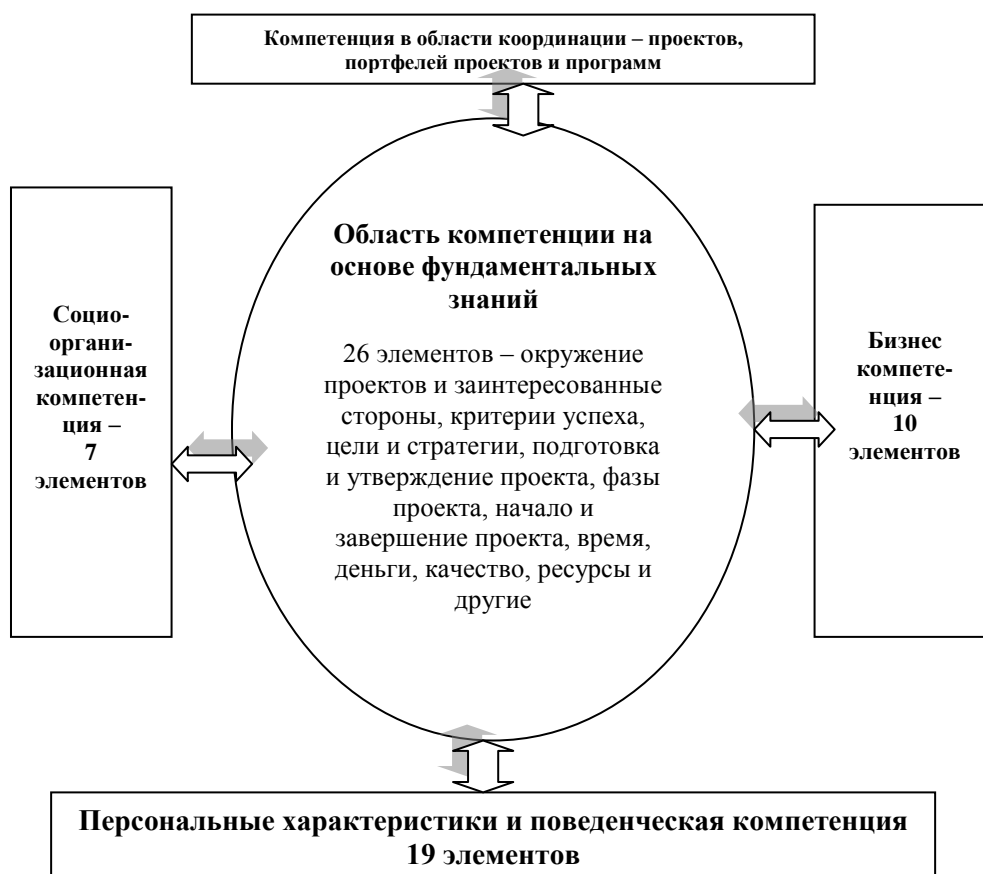 Компетенция в области координации – проектов,
портфелей проектов и программ
Социо-
органи-
зационная
компетен-
ция –
7
элементов
Область компетенции на
основе фундаментальных
знаний
26 элементов – окружение
проектов и заинтересованные
стороны, критерии успеха,
цели и стратегии, подготовка
и утверждение проекта, фазы
проекта, начало и
завершение проекта, время,
деньги, качество, ресурсы и
другие
Бизнес
компете-
нция –
10
элементов
Персональные характеристики и поведенческая компетенция
19 элементов